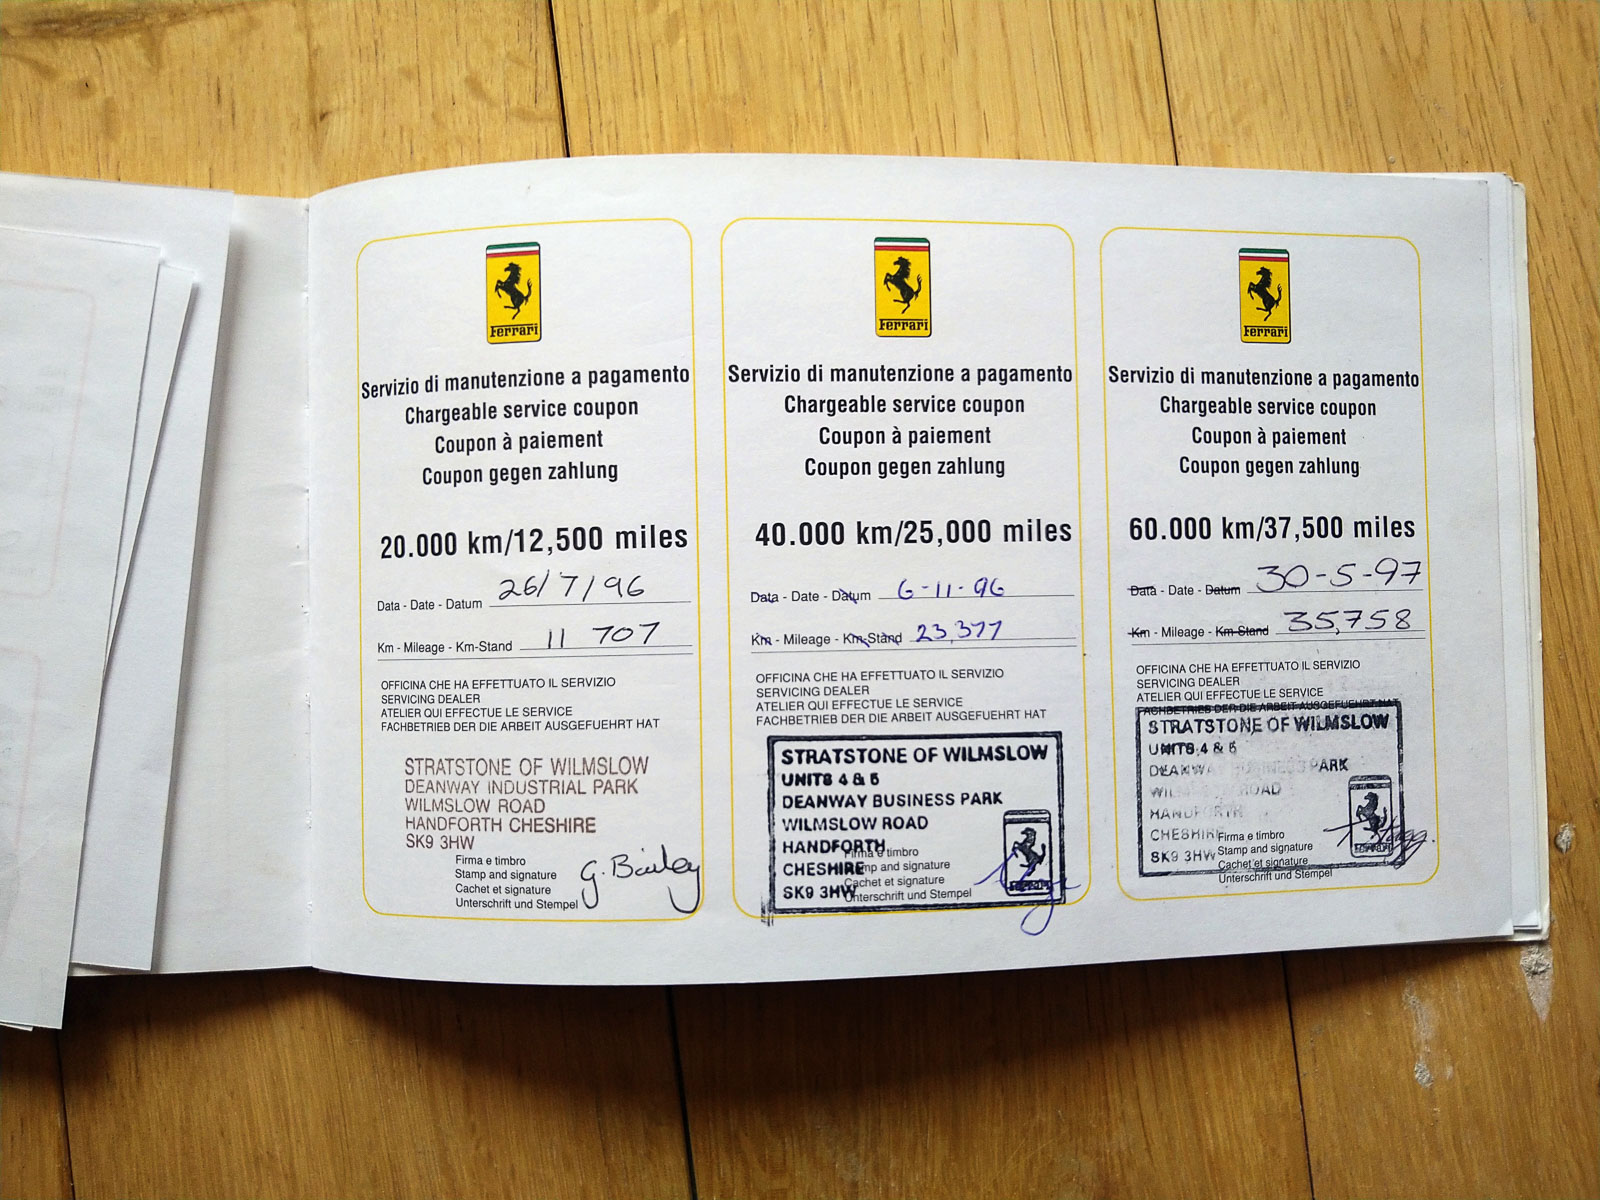 Ferrari
Servizio di manutenzione a pagamento
Chargeable service coupon
Coupon à paiement
Coupon gegen zahlung
20.000 km/12,500 miles
Data - Date - Datum 26/7/96
Km - Mileage - Km-Stand 11 707
OFFICINA CHE HA EFFETTUATO IL SERVIZIO
SERVICING DEALER
ATELIER QUI EFFECTUE LE SERVICE
FACHBETRIEB DER DIE ARBEIT AUSGEFUEHRT HAT
STRATSTONE OF WILMSLOW
DEANWAY INDUSTRIAL PARK
WILMSLOW ROAD
HANDFORTH CHESHIRE
SK9 3HW
Firma e timbro
Stamp and signature
Cachet et signature
Unterschrift und Stempel
G. Bailey
Ferrari
Servizio di manutenzione a pagamento
Chargeable service coupon
Coupon à paiement
Coupon gegen zahlung
40.000 km/25,000 miles
Data - Date - Datum 6-11-96
Km - Mileage - Km-Stand 23,377
OFFICINA CHE HA EFFETTUATO IL SERVIZIO
SERVICING DEALER
ATELIER QUI EFFECTUE LE SERVICE
FACHBETRIEB DER DIE ARBEIT AUSGEFUEHRT HAT
STRATSTONE OF WILMSLOW
UNITS 4 & 5
DEANWAY BUSINESS PARK
WILMSLOW ROAD
HANDFORTH
CHESHIRE
SK9 3HW
Firma e timbro
Stamp and signature
Cachet et signature
Unterschrift und Stempel
Ferrari
Ferrari
Servizio di manutenzione a pagamento
Chargeable service coupon
Coupon à paiement
Coupon gegen zahlung
60.000 km/37,500 miles
Data - Date - Datum 30-5-97
Km - Mileage - Km-Stand 35,758
OFFICINA CHE HA EFFETTUATO IL SERVIZIO
SERVICING DEALER
ATELIER QUI EFFECTUE LE SERVICE
FACHBETRIEB DER DIE ARBEIT AUSGEFUEHRT HAT
STRATSTONE OF WILMSLOW
UNITS 4 & 5
DEANWAY BUSINESS PARK
WILMSLOW ROAD
HANDFORTH
CHESHIRE
SK9 3HW
Firma e timbro
Stamp and signature
Cachet et signature
Unterschrift und Stempel
Ferrari